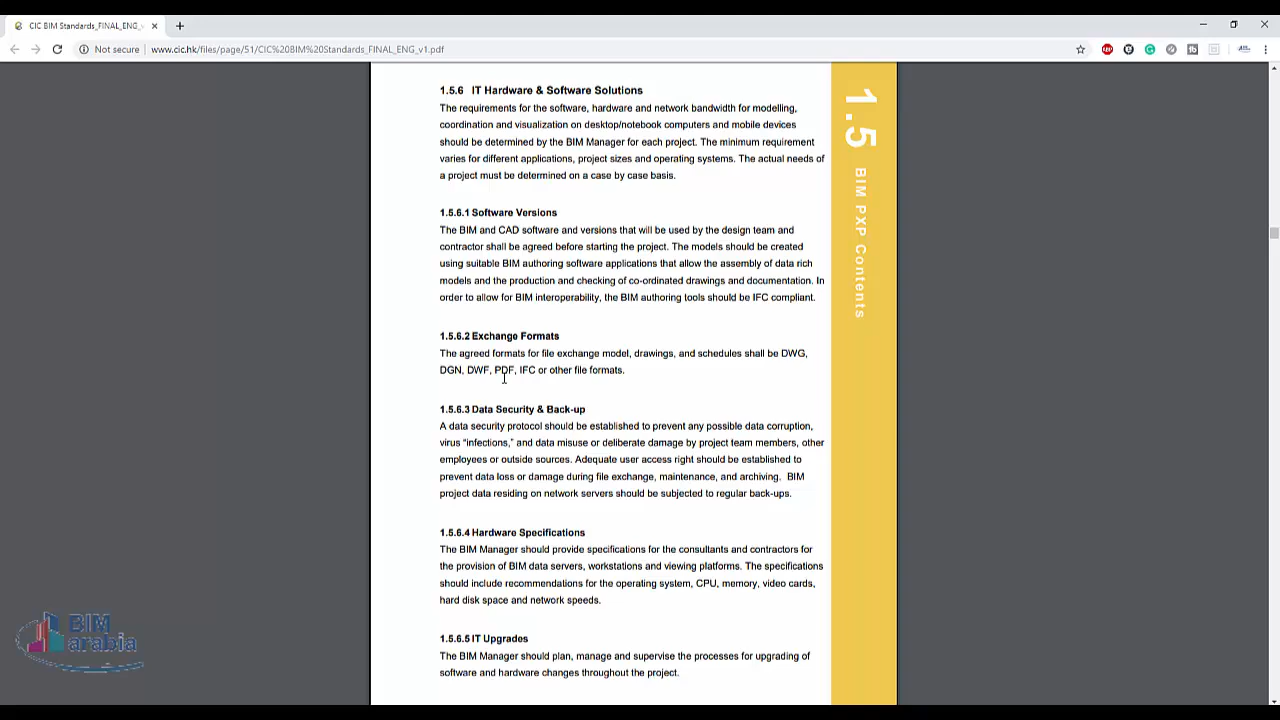 CIC BIM Standards_FINAL_ENG_v
Not secure
www.cic.hk/files/page/51/CIC%20BIM%20Standards_FINAL_ENG_v1.pdf
1.5.6 IT Hardware & Software Solutions
The requirements for the software, hardware and network bandwidth for modelling,
coordination and visualization on desktop/notebook computers and mobile devices
should be determined by the BIM Manager for each project. The minimum requirement
varies for different applications, project sizes and operating systems. The actual needs of
a project must be determined on a case by case basis.
1.5.6.1 Software Versions
The BIM and CAD software and versions that will be used by the design team and
contractor shall be agreed before starting the project. The models should be created
using suitable BIM authoring software applications that allow the assembly of data rich
models and the production and checking of co-ordinated drawings and documentation. In
order to allow for BIM interoperability, the BIM authoring tools should be IFC compliant.
1.5.6.2 Exchange Formats
The agreed formats for file exchange model, drawings, and schedules shall be DWG,
DGN, DWF, PDF, IFC or other file formats.
1.5.6.3 Data Security & Back-up
A data security protocol should be established to prevent any possible data corruption,
virus “infections,” and data misuse or deliberate damage by project team members, other
employees or outside sources. Adequate user access right should be established to
prevent data loss or damage during file exchange, maintenance, and archiving. BIM
project data residing on network servers should be subjected to regular back-ups.
1.5.6.4 Hardware Specifications
The BIM Manager should provide specifications for the consultants and contractors for
the provision of BIM data servers, workstations and viewing platforms. The specifications
should include recommendations for the operating system, CPU, memory, video cards,
hard disk space and network speeds.
1.5.6.5 IT Upgrades
The BIM Manager should plan, manage and supervise the processes for upgrading of
software and hardware changes throughout the project.
1.5
BIM PXP Contents
BIM
arabia